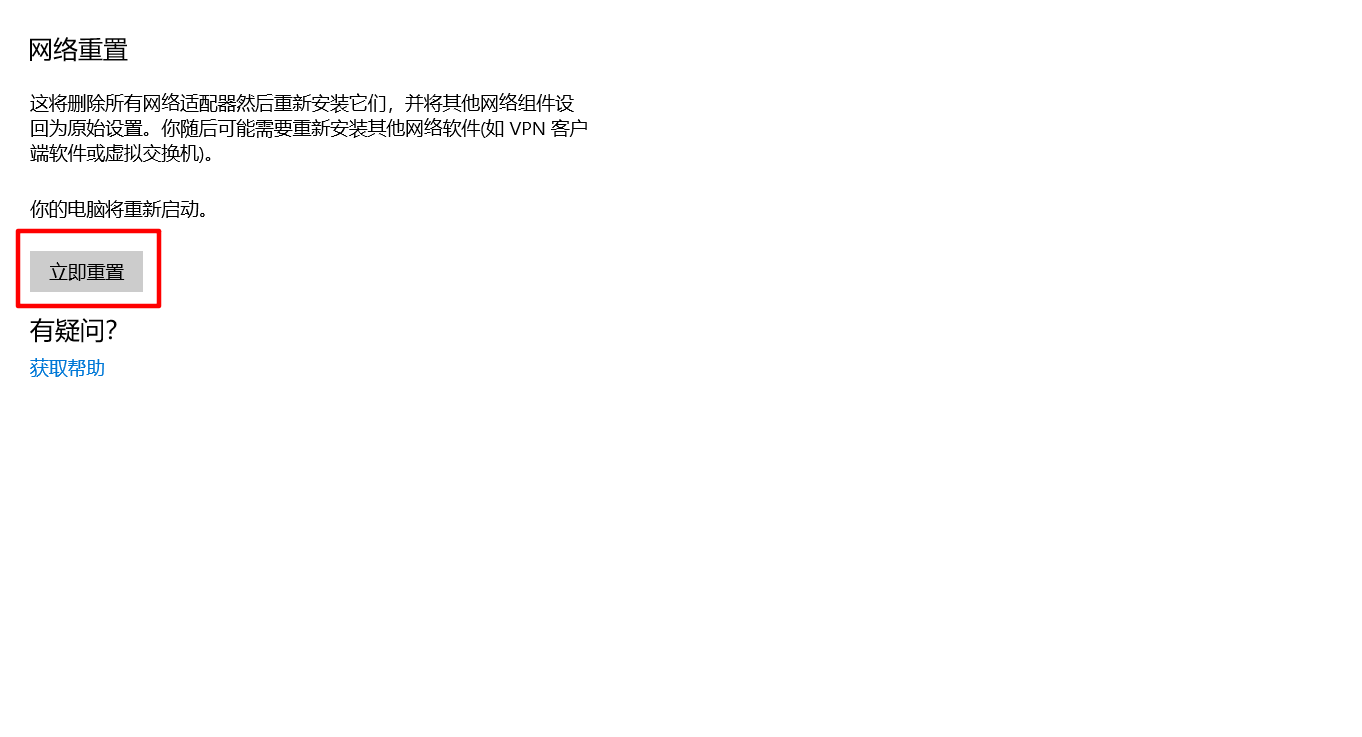 网络重置
这将删除所有网络适配器然后重新安装它们，并将其他网络组件设
回为原始设置。你随后可能需要重新安装其他网络软件(如 VPN 客户
端软件或虚拟交换机)。
你的电脑将重新启动。
立即重置
有疑问?
获取帮助